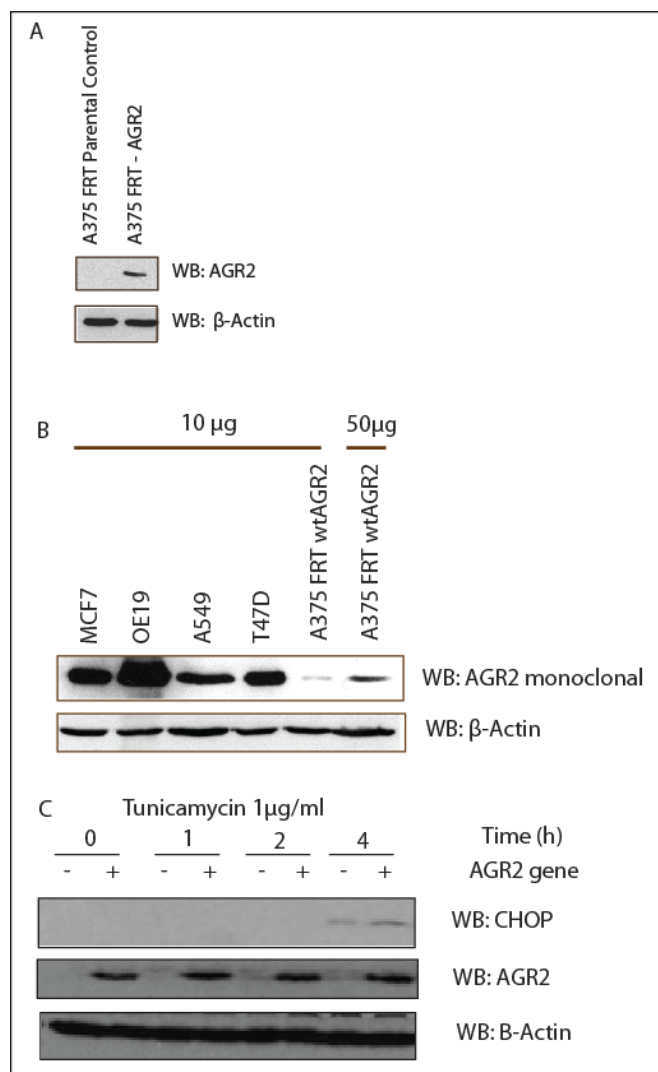 A
A375 FRT Parental Control
A375 FRT - AGR2
WB: AGR2
WB: β-Actin
B
10 µg
50µg
MCF7
OE19
A549
T47D
A375 FRT wtAGR2
A375 FRT wtAGR2
WB: AGR2 monoclonal
WB: β-Actin
C
Tunicamycin 1µg/ml
0 1 2 4 Time (h)
- + - + - + - + AGR2 gene
WB: CHOP
WB: AGR2
WB: B-Actin